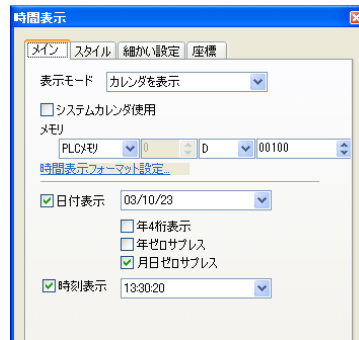 時間表示
メイン スタイル 細かい設定 座標
表示モード カレンダを表示
システムカレンダ使用
メモリ
PLCメモリ 0 D 00100
時間表示フォーマット設定...
日付表示 03/10/23
年4桁表示
年ゼロサプレス
月日ゼロサプレス
時刻表示 13:30:20